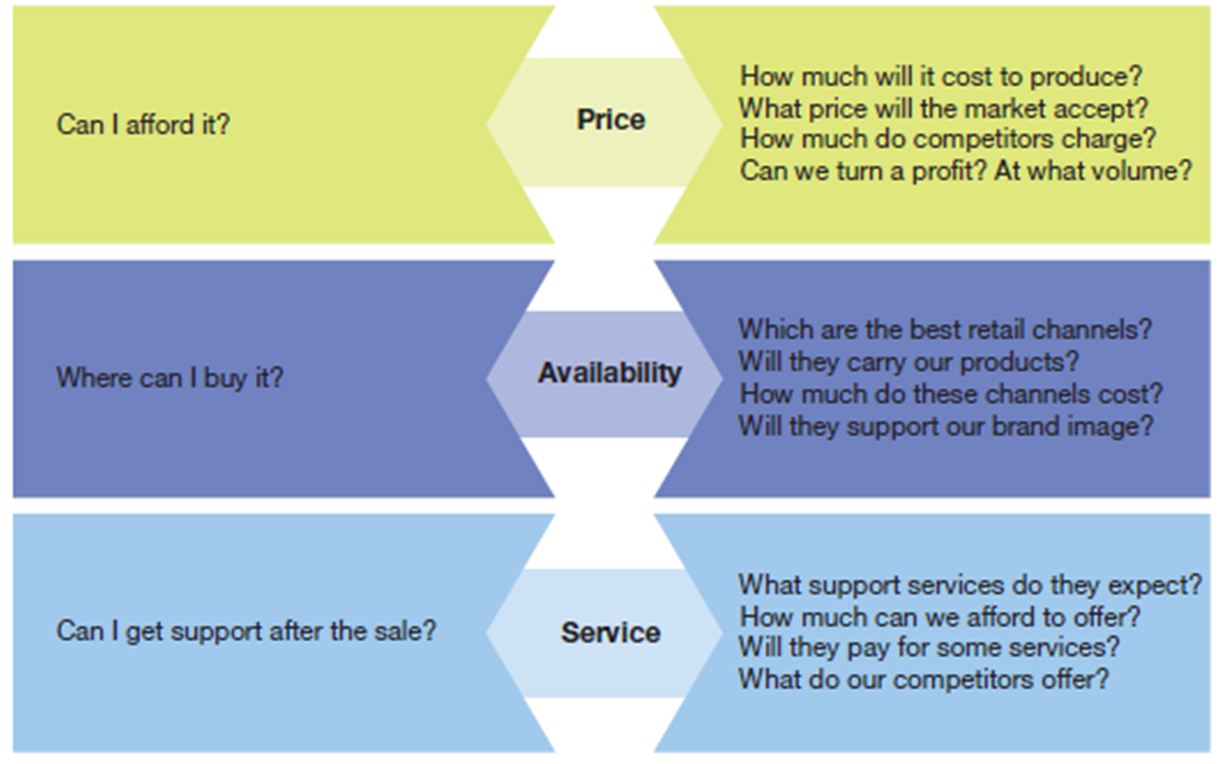 Can I afford it?
Price
How much will it cost to produce?
What price will the market accept?
How much do competitors charge?
Can we turn a profit? At what volume?
Where can I buy it?
Availability
Which are the best retail channels?
Will they carry our products?
How much do these channels cost?
Will they support our brand image?
Can I get support after the sale?
Service
What support services do they expect?
How much can we afford to offer?
Will they pay for some services?
What do our competitors offer?